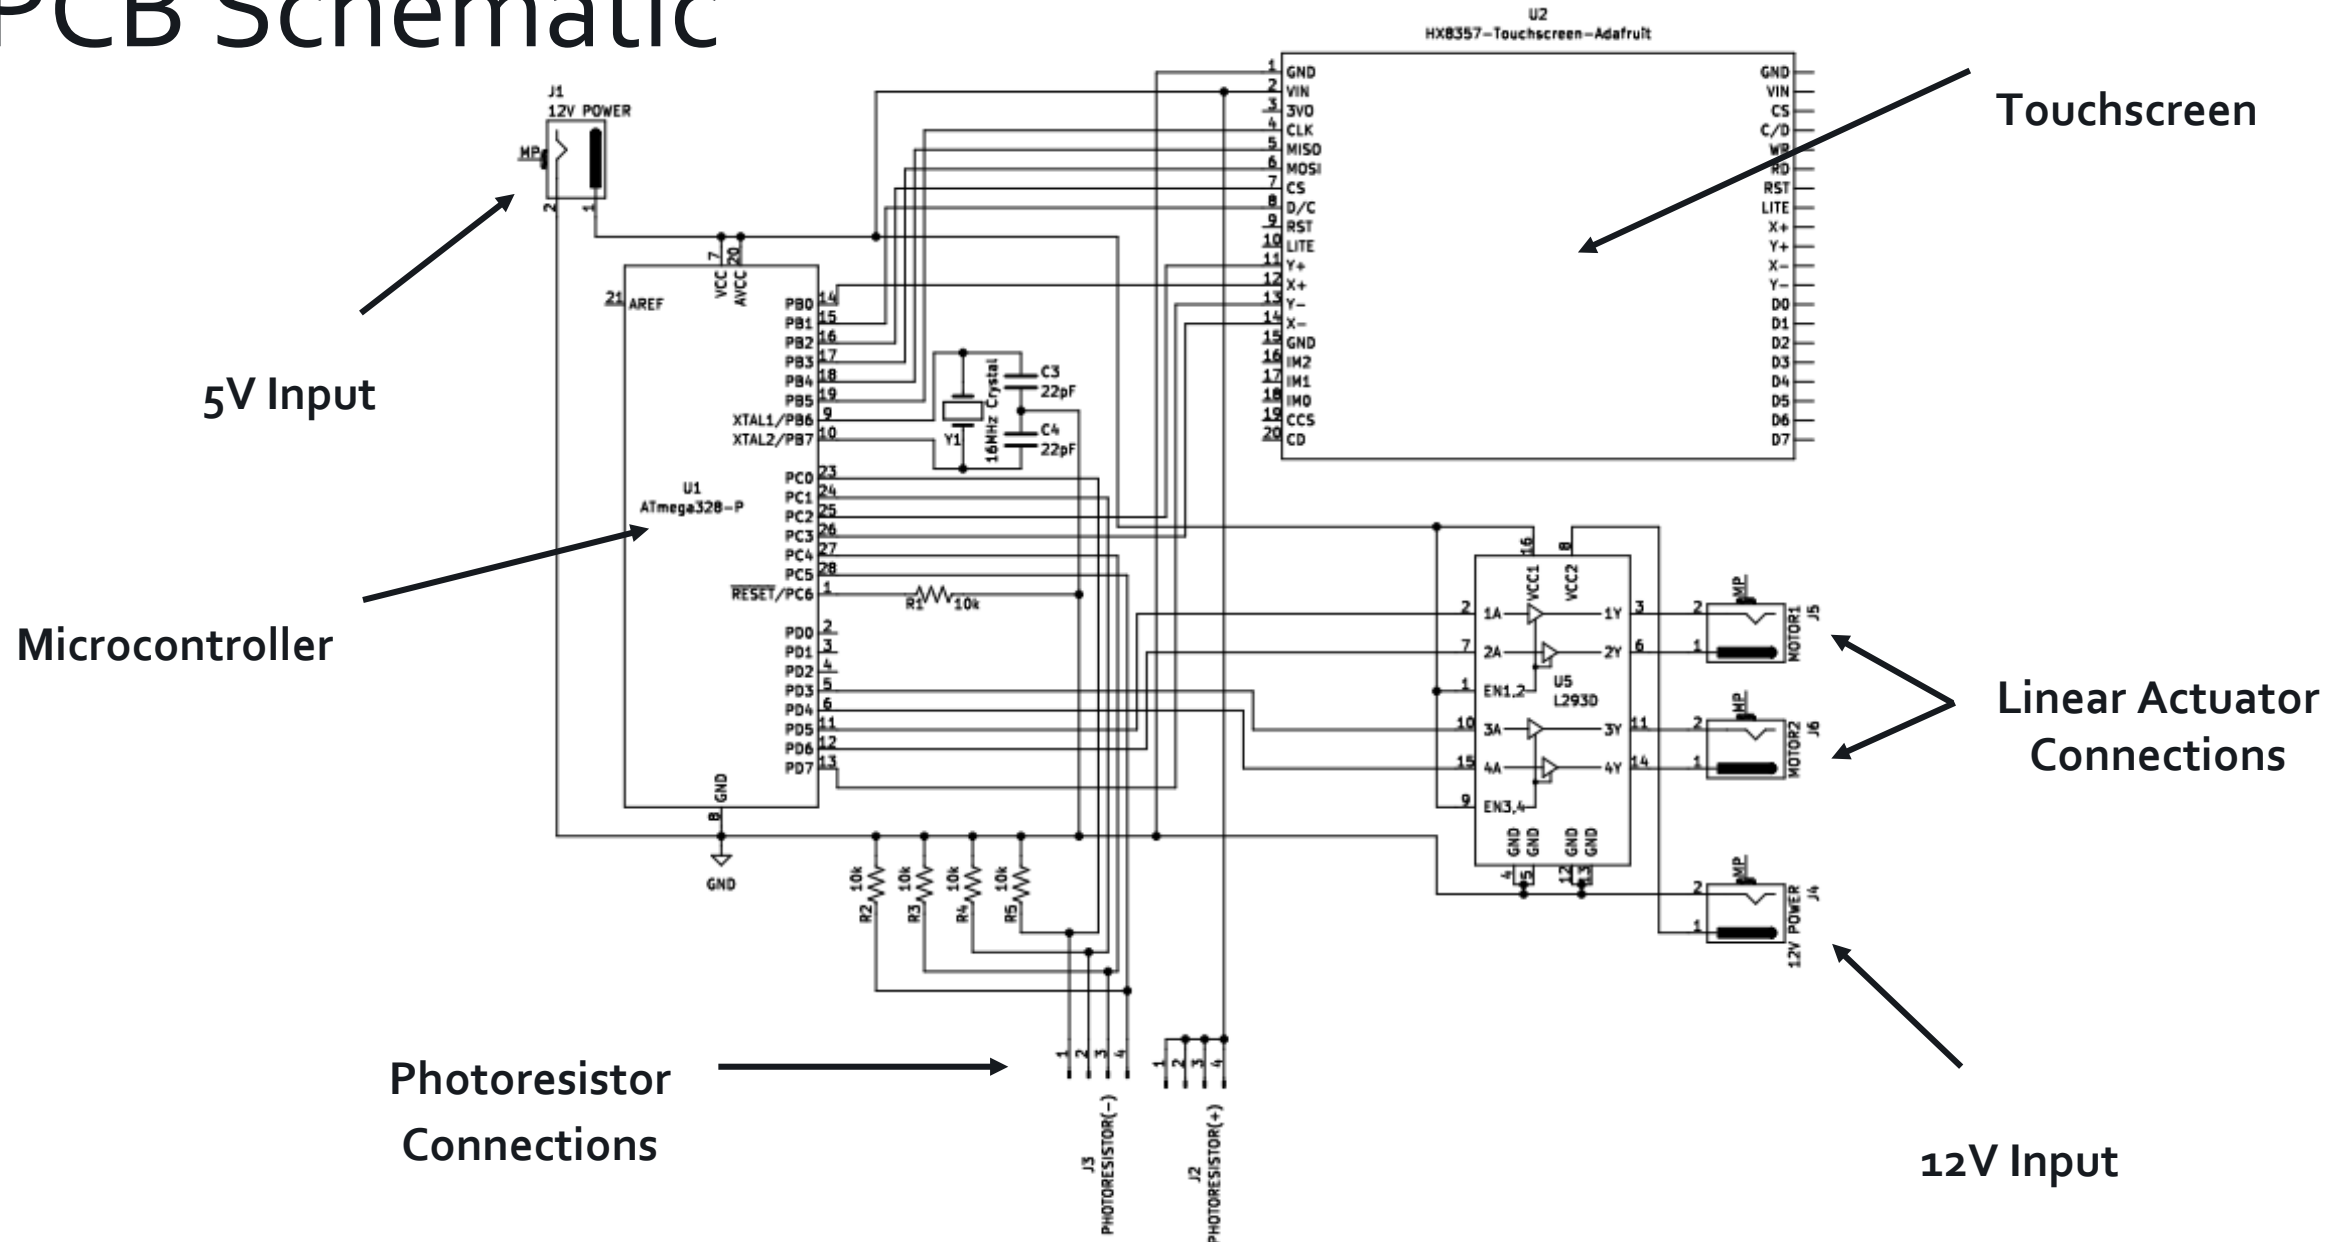 PCB Schematic
J1
12V POWER
MP
2
1
5V Input
Microcontroller
U1
ATmega328-P
21 AREF
7 VCC
20 AVCC
PB0 14
PB1 15
PB2 16
PB3 17
PB4 18
PB5 19
XTAL1/PB6 9
XTAL2/PB7 10
PC0 23
PC1 24
PC2 25
PC3 26
PC4 27
PC5 28
RESET/PC6 1
PD0 2
PD1 3
PD2 4
PD3 5
PD4 6
PD5 11
PD6 12
PD7 13
GND
8
GND
Y1
16MHz Crystal
C3
22pF
C4
22pF
R1 10k
10k R2
10k R3
10k R4
10k R5
U2
HX8357-Touchscreen-Adafruit
1 GND
2 VIN
3 3VO
4 CLK
5 MISO
6 MOSI
7 CS
8 D/C
9 RST
10 LITE
11 Y+
12 X+
13 Y-
14 X-
15 GND
16 IM2
17 IM1
18 IM0
19 CCS
20 CD
GND
VIN
CS
C/D
WR
RD
RST
LITE
X+
Y+
X-
Y-
D0
D1
D2
D3
D4
D5
D6
D7
Touchscreen
16 VCC1
8 VCC2
2 1A
7 2A
1 EN1,2
10 3A
15 4A
9 EN3,4
U5
L293D
1Y 3
2Y 6
3Y 11
4Y 14
GND 4
GND 5
GND 12
GND 13
MP
2
1
MOTOR1
J5
MP
2
1
MOTOR2
J6
MP
2
1
12V POWER
J4
Linear Actuator
Connections
12V Input
Photoresistor
Connections
1 2 3 4
J3
PHOTORESISTOR(-)
1 2 3 4
J2
PHOTORESISTOR(+)